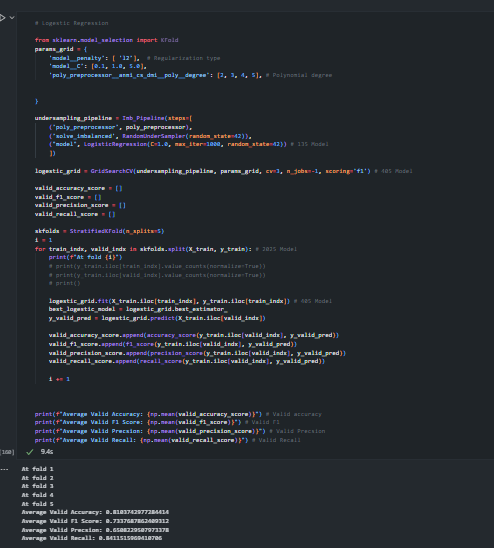 # Logestic Regression
from sklearn.model_selection import KFold
params_grid = {
'model__penalty': [ 'l2'], # Regularization type
'model__C': [0.1, 1.0, 5.0],
'poly_preprocessor__anmi_cs_dmi__poly__degree': [2, 3, 4, 5], # Polynomial degree
}
undersampling_pipeline = Imb_Pipeline(steps=[
("poly_preprocessor", poly_preprocessor),
('solve_imbalanced', RandomUnderSampler(random_state=42)),
("model", LogisticRegression(C=1.0, max_iter=1000, random_state=42)) # 135 Model
])
logestic_grid = GridSearchCV(undersampling_pipeline, params_grid, cv=3, n_jobs=-1, scoring='f1') # 405 Model
valid_accuracy_score = []
valid_f1_score = []
valid_precision_score = []
valid_recall_score = []
skfolds = StratifiedKFold(n_splits=5)
i = 1
for train_indx, valid_indx in skfolds.split(X_train, y_train): # 2025 Model
print(f"At fold {i}")
# print(y_train.iloc[train_indx].value_counts(normalize=True))
# print(y_train.iloc[valid_indx].value_counts(normalize=True))
# print()
logestic_grid.fit(X_train.iloc[train_indx], y_train.iloc[train_indx]) # 405 Model
best_logestic_model = logestic_grid.best_estimator_
y_valid_pred = logestic_grid.predict(X_train.iloc[valid_indx])
valid_accuracy_score.append(accuracy_score(y_train.iloc[valid_indx], y_valid_pred))
valid_f1_score.append(f1_score(y_train.iloc[valid_indx], y_valid_pred))
valid_precision_score.append(precision_score(y_train.iloc[valid_indx], y_valid_pred))
valid_recall_score.append(recall_score(y_train.iloc[valid_indx], y_valid_pred))
i += 1
print(f"Average Valid Accuracy: {np.mean(valid_accuracy_score)}") # Valid accuracy
print(f"Average Valid F1 Score: {np.mean(valid_f1_score)}") # Valid F1
print(f"Average Valid Precsion: {np.mean(valid_precision_score)}") # Valid Precsion
print(f"Average Valid Recall: {np.mean(valid_recall_score)}") # Valid Recall
[160] 9.4s
At fold 1
At fold 2
At fold 3
At fold 4
At fold 5
Average Valid Accuracy: 0.8103742977284414
Average Valid F1 Score: 0.7337687862409312
Average Valid Precsion: 0.6508229507973378
Average Valid Recall: 0.8411515969410706